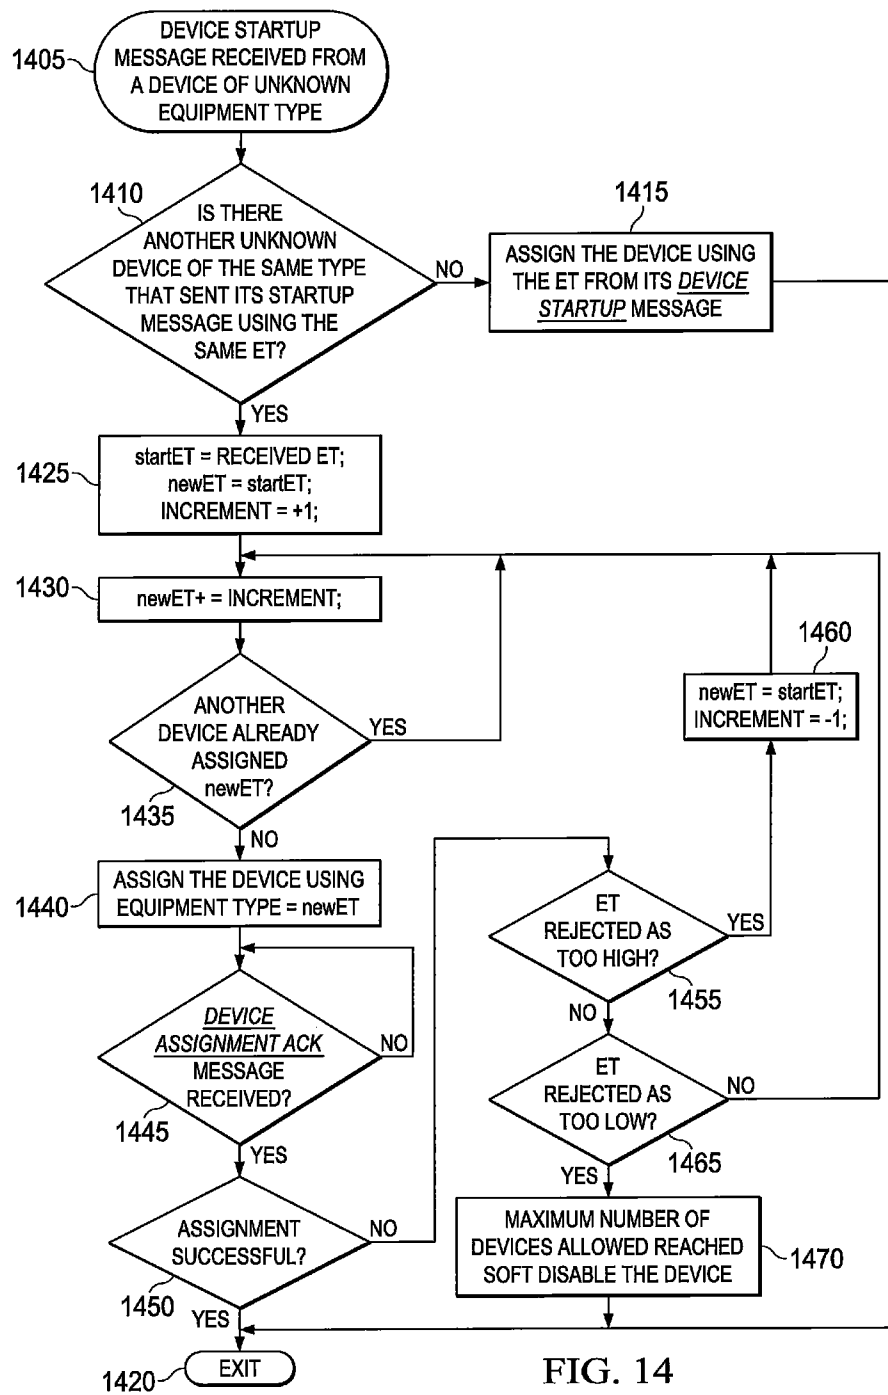 1405
DEVICE STARTUP
MESSAGE RECEIVED FROM
A DEVICE OF UNKNOWN
EQUIPMENT TYPE
1410
IS THERE
ANOTHER UNKNOWN
DEVICE OF THE SAME TYPE
THAT SENT ITS STARTUP
MESSAGE USING THE
SAME ET?
NO
YES
1415
ASSIGN THE DEVICE USING
THE ET FROM ITS DEVICE
STARTUP MESSAGE
1425
startET = RECEIVED ET;
newET = startET;
INCREMENT = +1;
1430
newET+ = INCREMENT;
1435
ANOTHER
DEVICE ALREADY
ASSIGNED
newET?
YES
NO
1460
newET = startET;
INCREMENT = -1;
1440
ASSIGN THE DEVICE USING
EQUIPMENT TYPE = newET
1445
DEVICE
ASSIGNMENT ACK
MESSAGE
RECEIVED?
NO
YES
1450
ASSIGNMENT
SUCCESSFUL?
NO
YES
1455
ET
REJECTED AS
TOO HIGH?
YES
NO
1465
ET
REJECTED AS
TOO LOW?
NO
YES
1470
MAXIMUM NUMBER OF
DEVICES ALLOWED REACHED
SOFT DISABLE THE DEVICE
1420
EXIT
FIG. 14